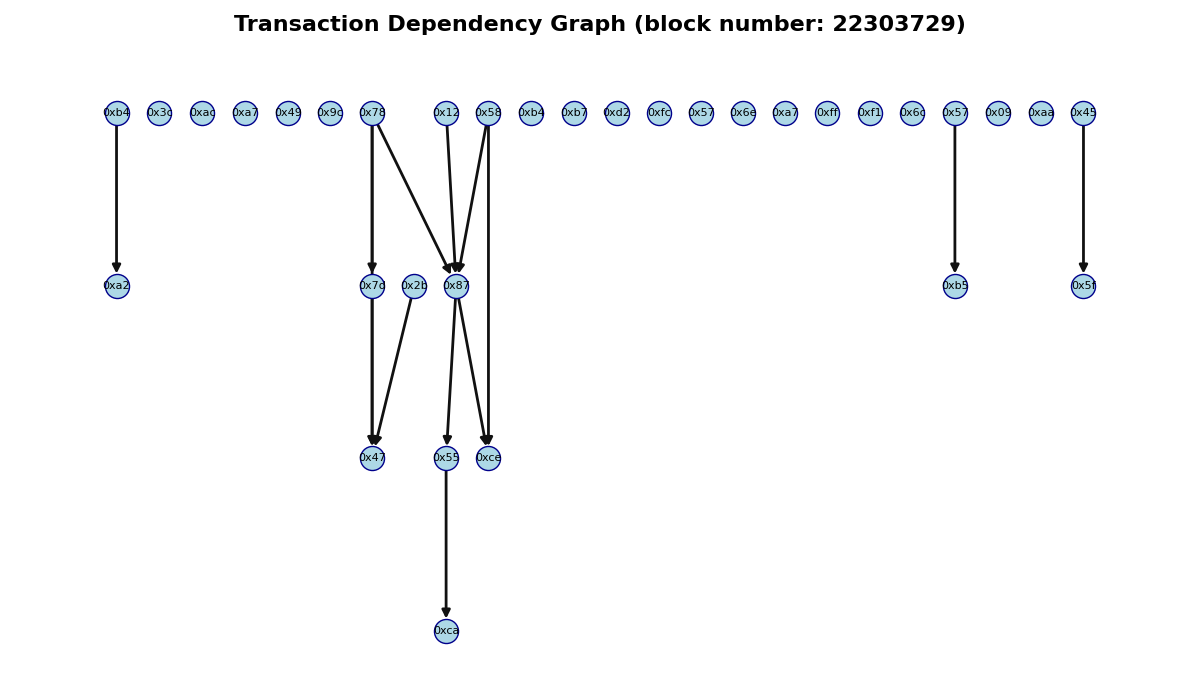 Transaction Dependency Graph (block number: 22303729)
0xb4 0x3c 0xac 0xa7 0x49 0x9c 0x78 0x12 0x58 0xb4 0xb7 0xd2 0xfc 0x57 0x6e 0xa7 0xff 0xf1 0x6c 0x57 0x09 0xaa 0x45
0xa2 0x7d 0x2b 0x87 0xb5 0x5f
0x47 0x55 0xce
0xca